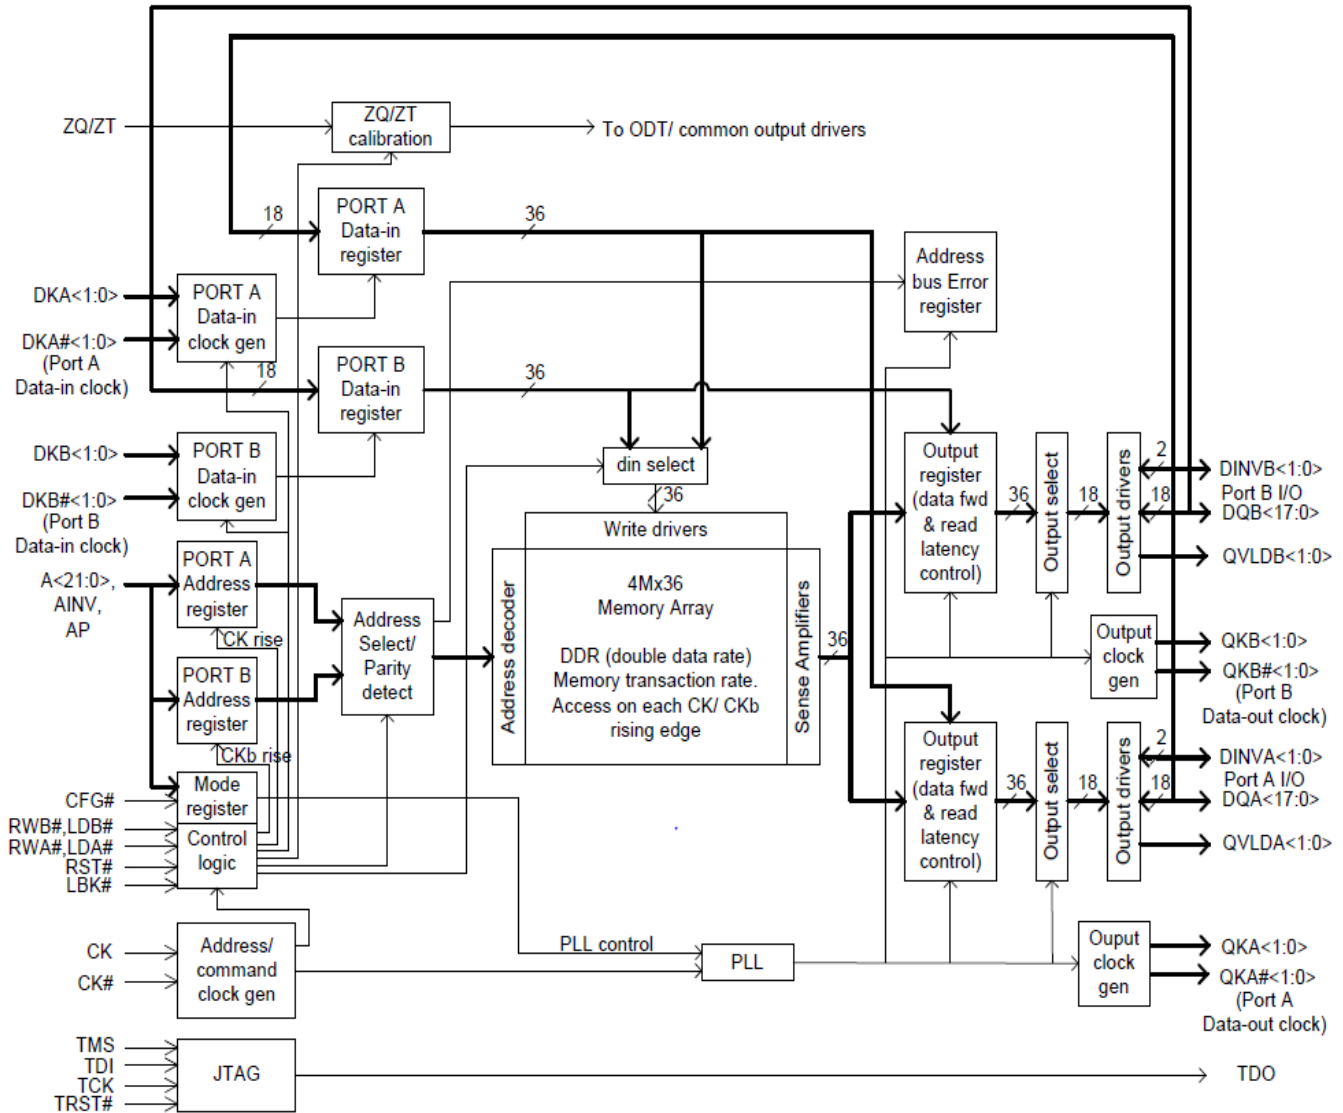 ZQ/ZT
ZQ/ZT
calibration
To ODT/ common output drivers
18
PORT A
Data-in
register
36
Address
bus Error
register
DKA<1:0>
DKA#<1:0>
(Port A
Data-in clock)
PORT A
Data-in
clock gen
18
PORT B
Data-in
register
36
DKB<1:0>
DKB#<1:0>
(Port B
Data-in clock)
PORT B
Data-in
clock gen
din select
36
Write drivers
Output
register
(data fwd
& read
latency
control)
36
Output select
18
Output drivers
2
18
DINVB<1:0>
Port B I/O
DQB<17:0>
QVLDB<1:0>
A<21:0>,
AINV,
AP
PORT A
Address
register
CK rise
PORT B
Address
register
CKb rise
Address
Select/
Parity
detect
Address decoder
4Mx36
Memory Array
DDR (double data rate)
Memory transaction rate.
Access on each CK/ CKb
rising edge
Sense Amplifiers
36
Output
clock
gen
QKB<1:0>
QKB#<1:0>
(Port B
Data-out clock)
Output
register
(data fwd
& read
latency
control)
36
Output select
18
Output drivers
2
18
DINVA<1:0>
Port A I/O
DQA<17:0>
QVLDA<1:0>
CFG#
RWB#,LDB#
RWA#,LDA#
RST#
LBK#
Mode
register
Control
logic
CK
CK#
Address/
command
clock gen
PLL control
PLL
Ouput
clock
gen
QKA<1:0>
QKA#<1:0>
(Port A
Data-out clock)
TMS
TDI
TCK
TRST#
JTAG
TDO